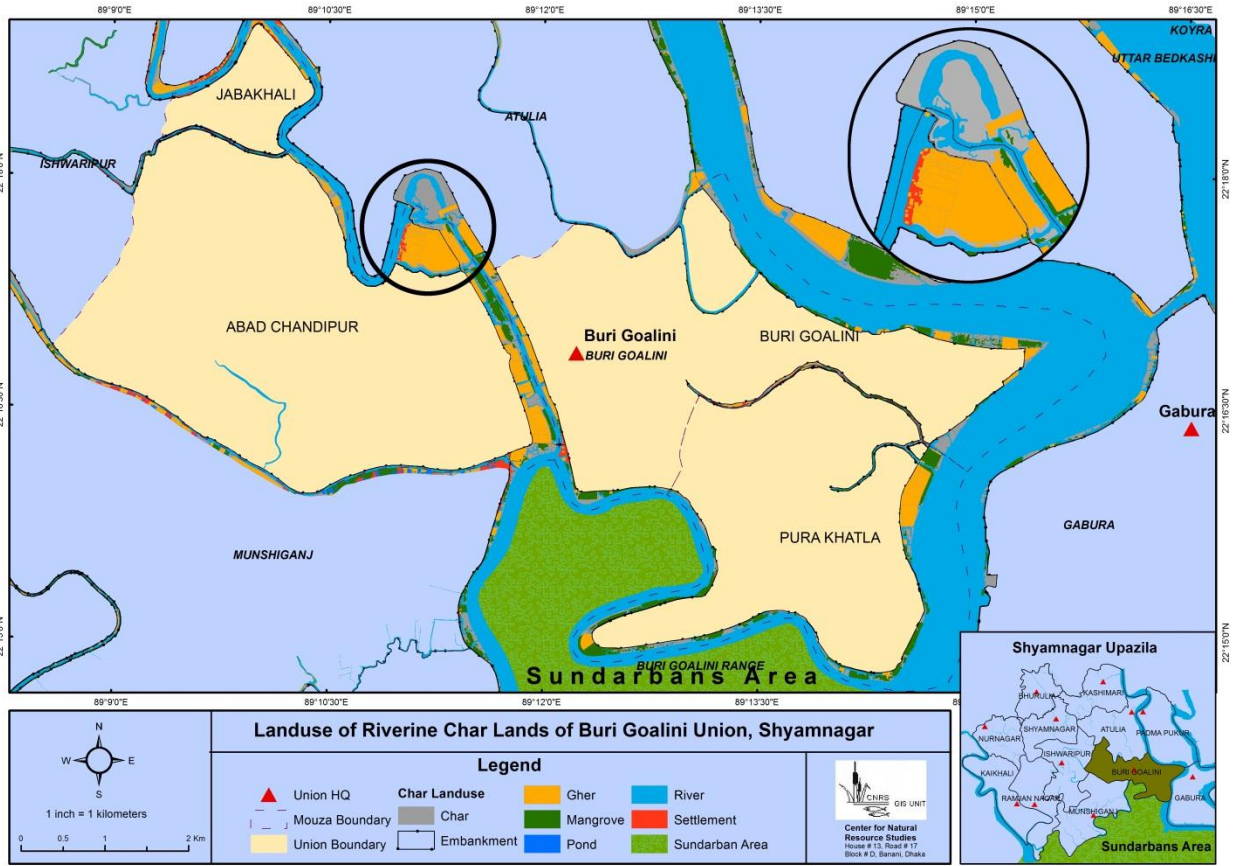 89°9'0"E 89°10'30"E 89°12'0"E 89°13'30"E 89°15'0"E 89°16'30"E
KOYRA
UTTAR BEDKASHI
JABAKHALI
ATULIA
ISHWARIPUR
22°18'0"N
ABAD CHANDIPUR
Buri Goalini
BURI GOALINI
BURI GOALINI
22°16'30"N 22°16'30"N
Gabura
GABURA
MUNSHIGANJ
PURA KHATLA
22°15'0"N
BURI GOALINI RANGE
Sundarbans Area
89°9'0"E 89°10'30"E 89°12'0"E 89°13'30"E
Landuse of Riverine Char Lands of Buri Goalini Union, Shyamnagar
N
W E
S
1 inch = 1 kilometers
0 0.5 1 2 Km
Legend
Union HQ
Mouza Boundary
Union Boundary
Char Landuse
Char
Embankment
Gher
Mangrove
Pond
River
Settlement
Sundarban Area
CNRS
GIS UNIT
Center for Natural
Resource Studies
House # 13, Road # 17
Block # D, Banani, Dhaka
Shyamnagar Upazila
BHURULIA
KASHIMARI
NURNAGAR
SHYAMNAGAR
ATULIA
PADMA PUKUR
ISHWARIPUR
KAIKHALI
BURI GOALINI
RAMJAN NAGAR
GABURA
MUNSHIGANJ
Sundarbans Area